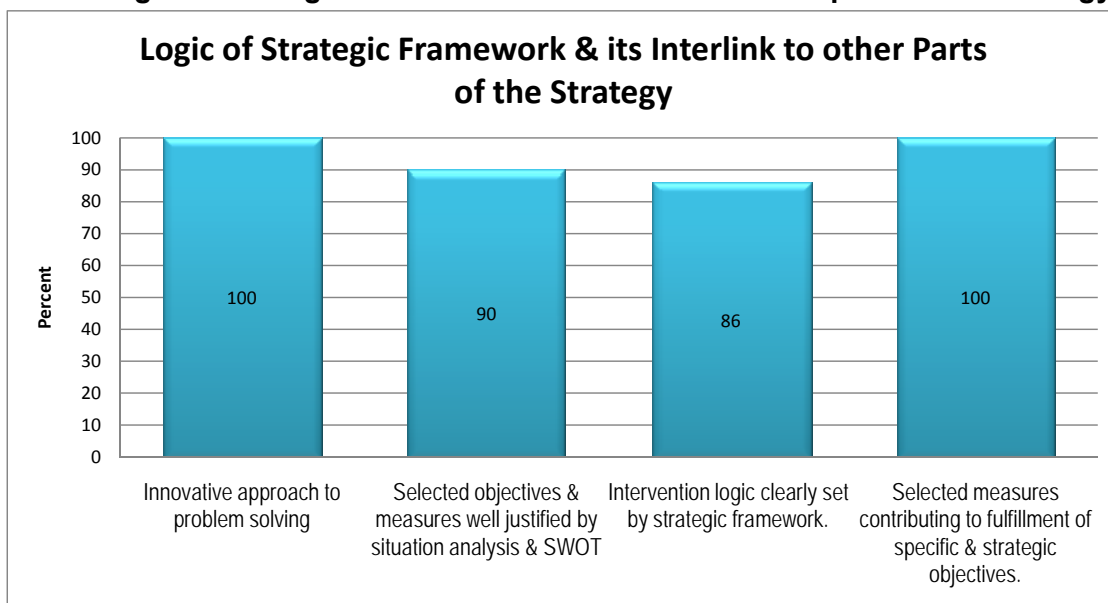 Logic of Strategic Framework & its Interlink to other Parts
of the Strategy
100
90
80
70
60
50
40
30
20
10
0
Percent
100
90
86
100
Innovative approach to
problem solving
Selected objectives &
measures well justified by
situation analysis & SWOT
Intervention logic clearly set
by strategic framework.
Selected measures
contributing to fulfillment of
specific & strategic
objectives.